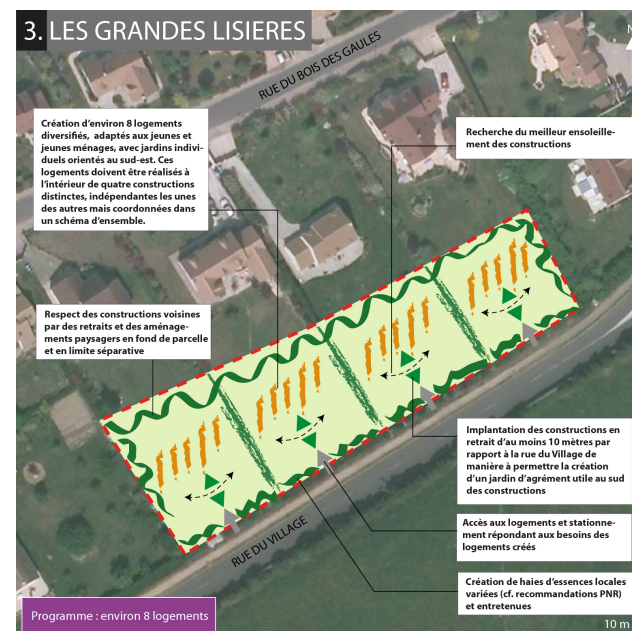 3. LES GRANDES LISIERES
RUE DU BOIS DES GAULES
Création d'environ 8 logements
diversifiés, adaptés aux jeunes et
jeunes ménages, avec jardins indivi-
duels orientés au sud-est. Ces
logements doivent être réalisés à
l'intérieur de quatre constructions
distinctes, indépendantes les unes
des autres mais coordonnées dans
un schéma d'ensemble.
Recherche du meilleur ensoleille-
ment des constructions
Respect des constructions voisines
par des retraits et des aménage-
ments paysagers en fond de parcelle
et en limite séparative
Implantation des constructions en
retrait d'au moins 10 mètres par
rapport à la rue du Village de
manière à permettre la création
d'un jardin d'agrément utile au sud
des constructions
Accès aux logements et stationne-
ment répondant aux besoins des
logements créés
RUE DU VILLAGE
Création de haies d'essences locales
variées (cf. recommandations PNR)
et entretenues
Programme : environ 8 logements
10 m